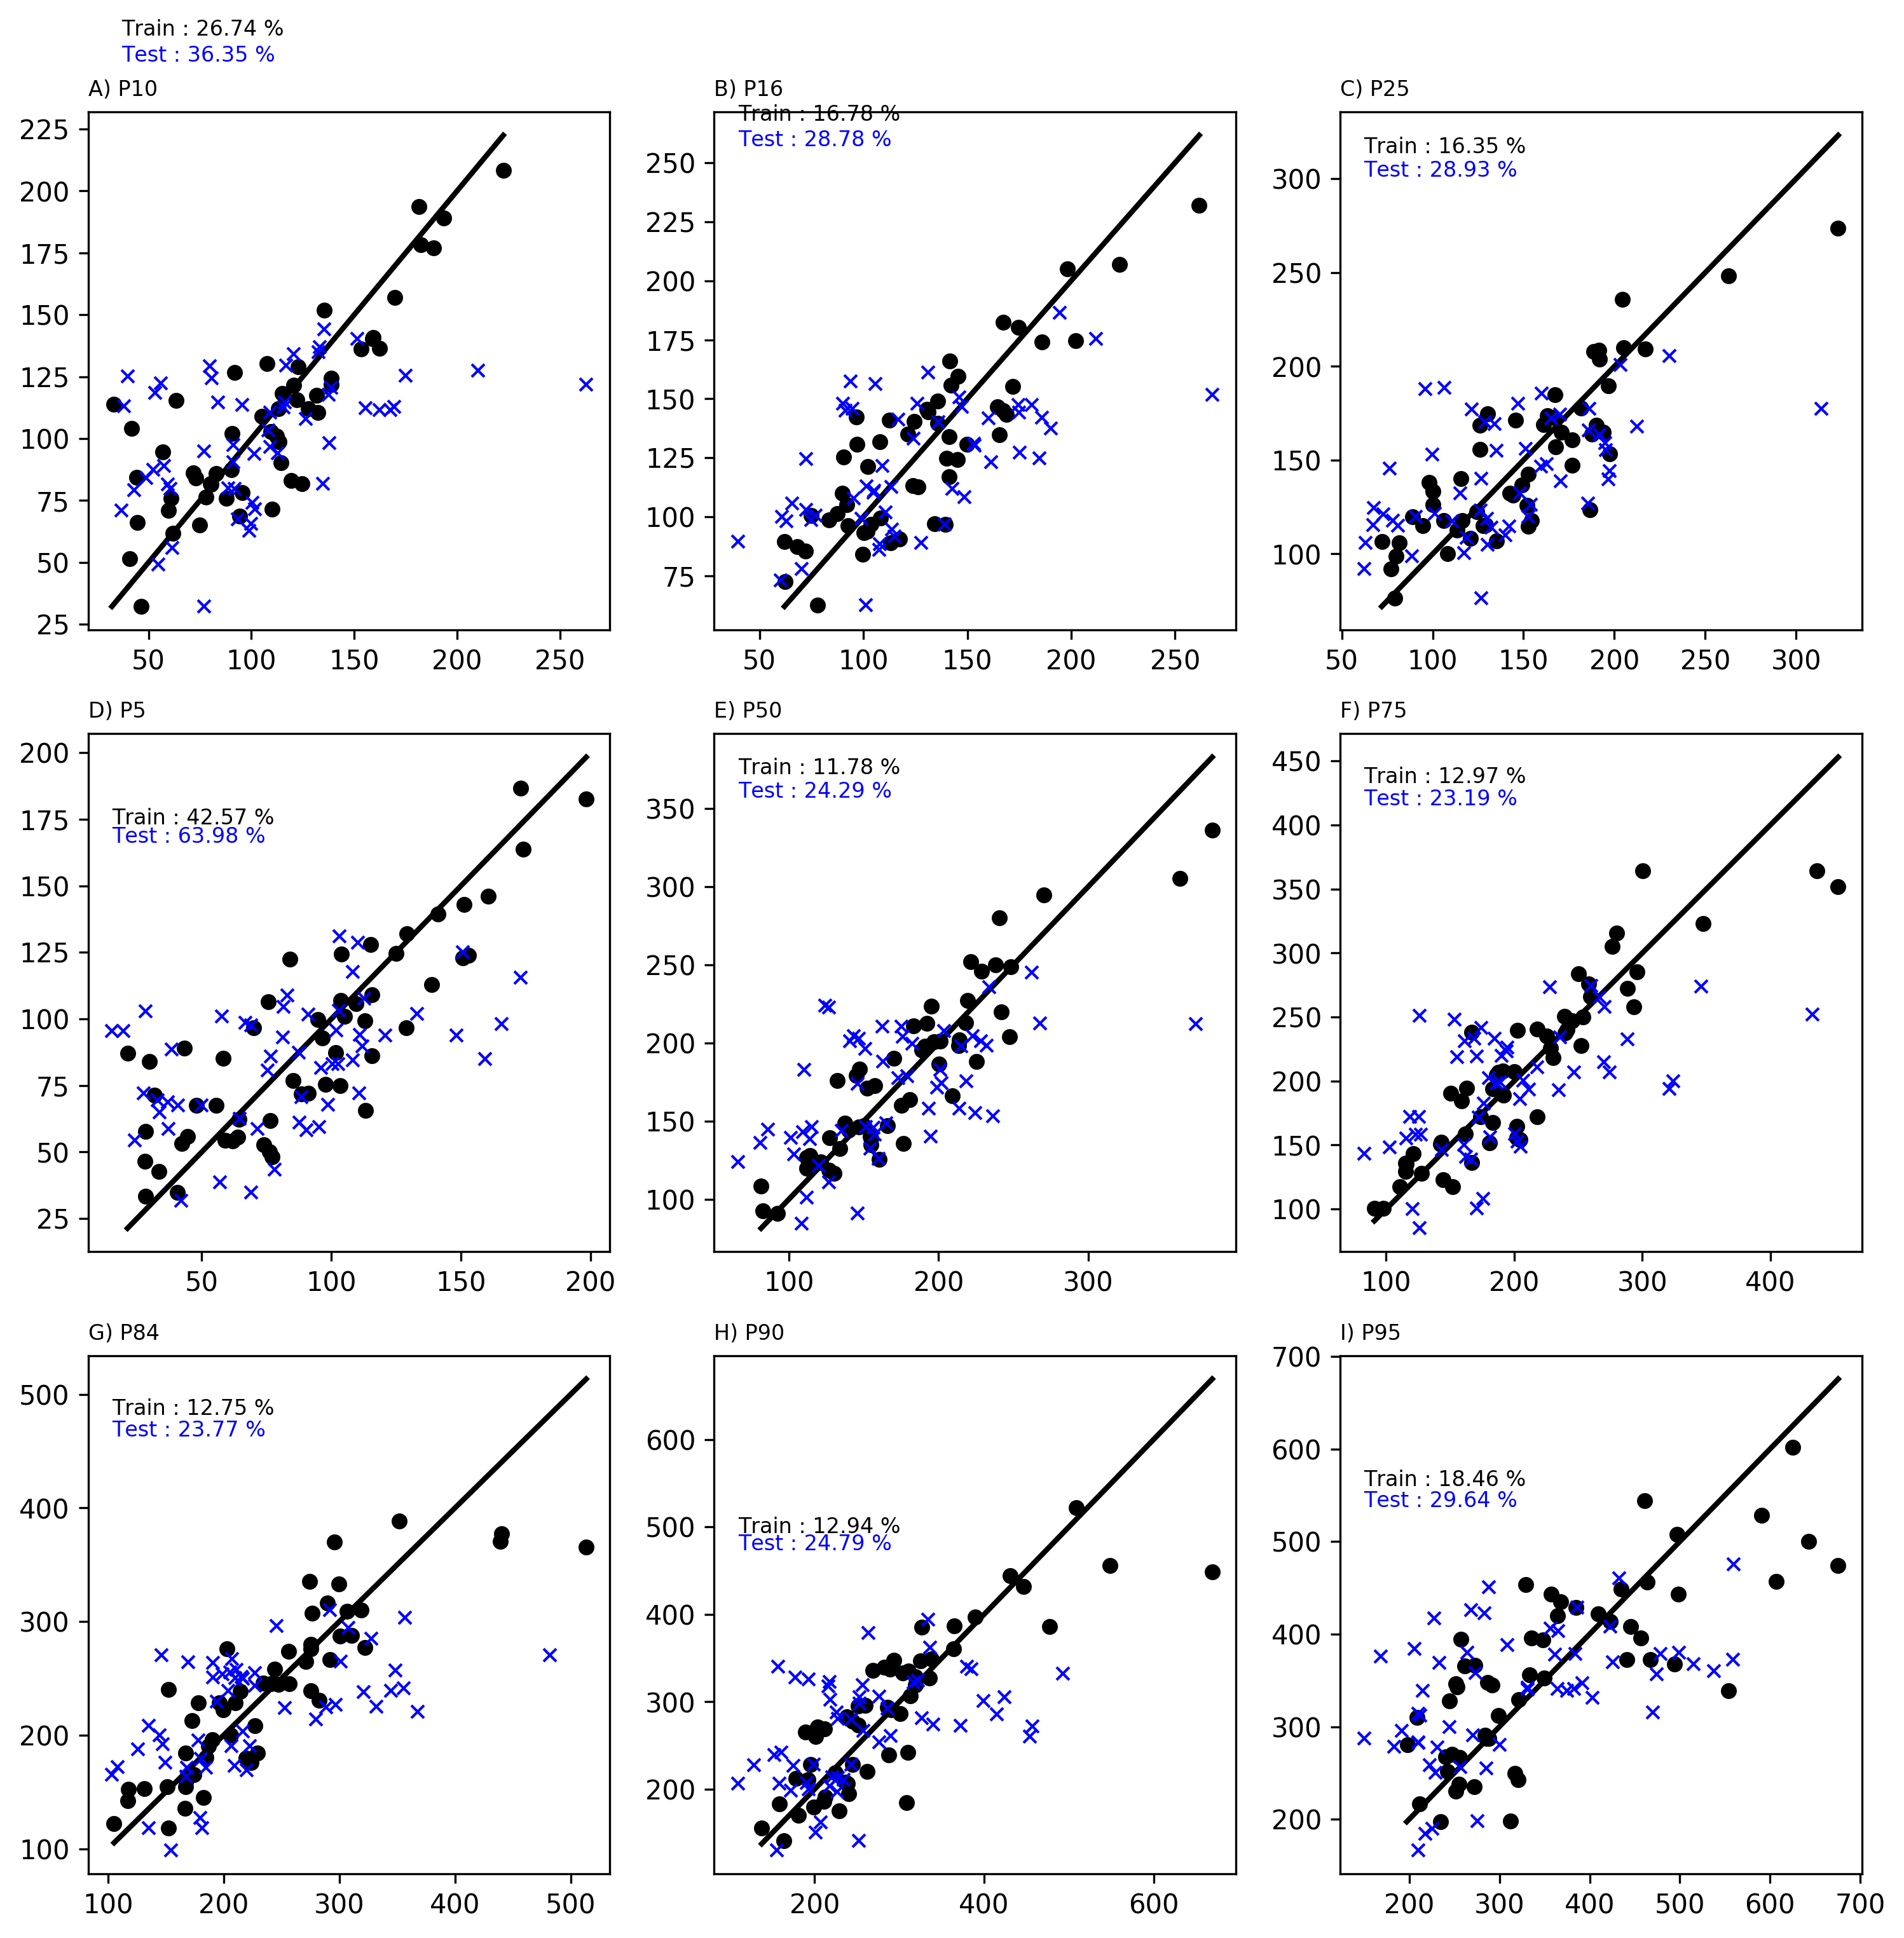 Train : 26.74 %
Test : 36.35 %
A) P10
B) P16
C) P25
Train : 16.78 %
Test : 28.78 %
Train : 16.35 %
Test : 28.93 %
225
200
175
150
125
100
75
50
25
50 100 150 200 250
250
225
200
175
150
125
100
75
50 100 150 200 250
300
250
200
150
100
50 100 150 200 250 300
D) P5
Train : 42.57 %
Test : 63.98 %
200
175
150
125
100
75
50
25
50 100 150 200
E) P50
Train : 11.78 %
Test : 24.29 %
350
300
250
200
150
100
100 200 300
F) P75
Train : 12.97 %
Test : 23.19 %
450
400
350
300
250
200
150
100
100 200 300 400
G) P84
Train : 12.75 %
Test : 23.77 %
500
400
300
200
100
100 200 300 400 500
H) P90
Train : 12.94 %
Test : 24.79 %
600
500
400
300
200
200 400 600
I) P95
Train : 18.46 %
Test : 29.64 %
700
600
500
400
300
200
200 300 400 500 600 700